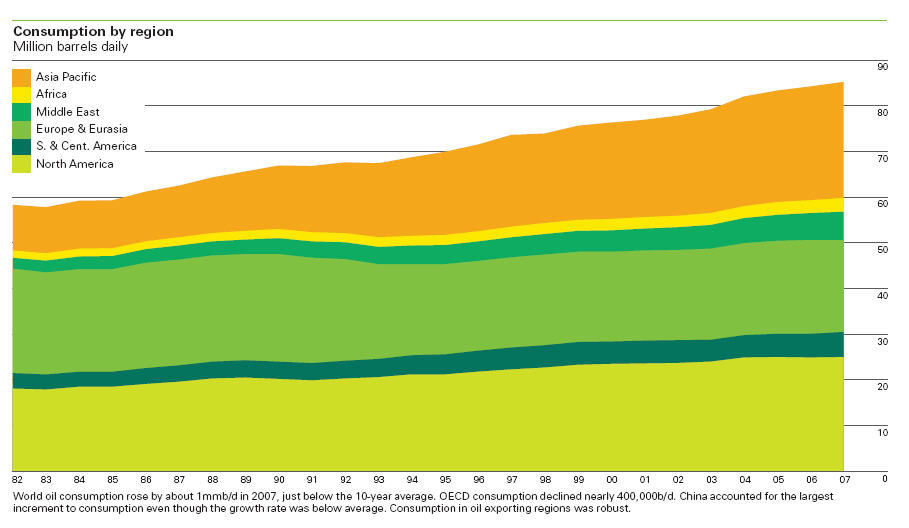 Consumption by region
Million barrels daily
Asia Pacific
Africa
Middle East
Europe & Eurasia
S. & Cent. America
North America
90
80
70
60
50
40
30
20
10
0
82 83 84 85 86 87 88 89 90 91 92 93 94 95 96 97 98 99 00 01 02 03 04 05 06 07
World oil consumption rose by about 1mmb/d in 2007, just below the 10-year average. OECD consumption declined nearly 400,000b/d. China accounted for the largest
increment to consumption even though the growth rate was below average. Consumption in oil exporting regions was robust.